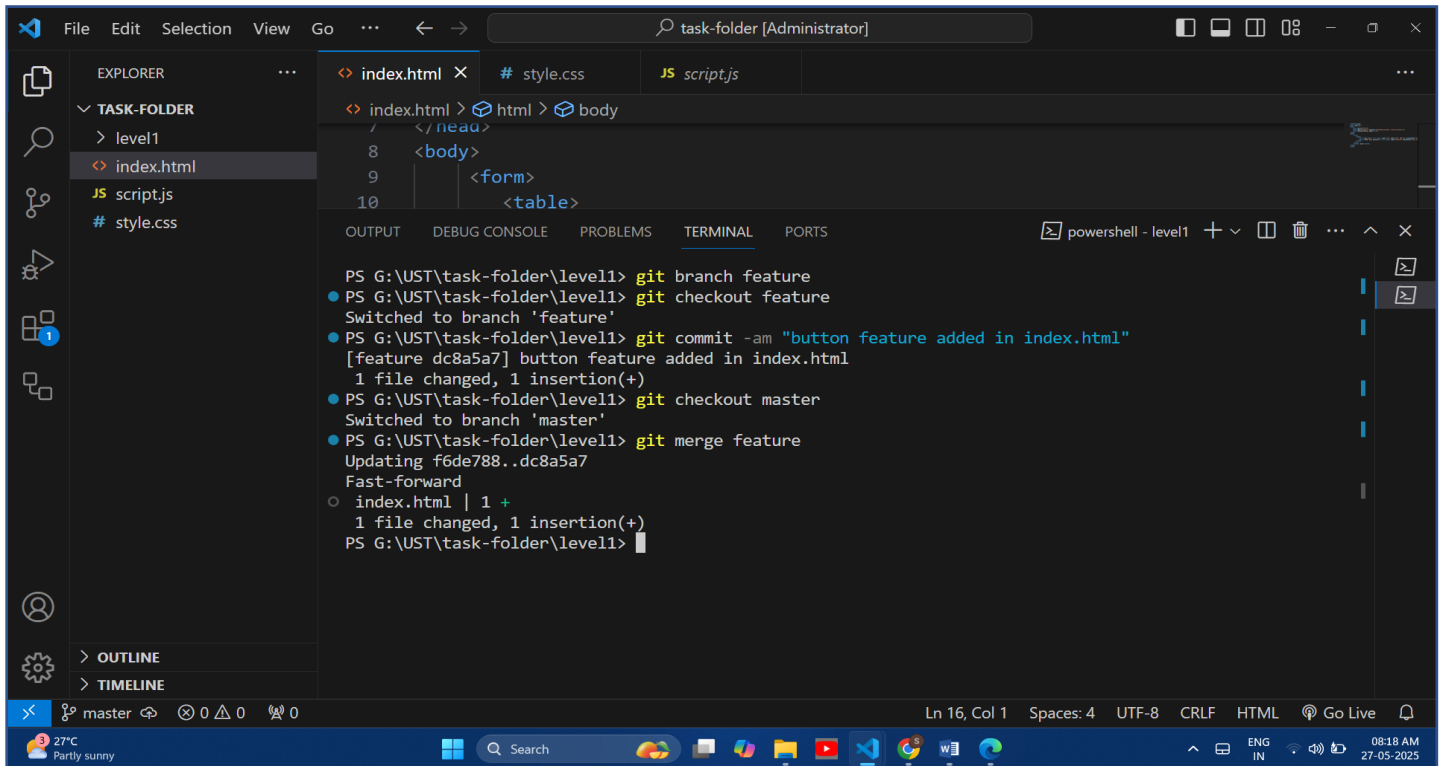 File Edit Selection View Go ··· task-folder [Administrator]
EXPLORER ···
TASK-FOLDER
level1
<> index.html
JS script.js
# style.css
OUTLINE
TIMELINE
<> index.html # style.css JS script.js ···
<> index.html > html > body
7 </head>
8 <body>
9 <form>
10 <table>
OUTPUT DEBUG CONSOLE PROBLEMS TERMINAL PORTS powershell - level1 ···
PS G:\UST\task-folder\level1> git branch feature
PS G:\UST\task-folder\level1> git checkout feature
Switched to branch 'feature'
PS G:\UST\task-folder\level1> git commit -am "button feature added in index.html"
[feature dc8a5a7] button feature added in index.html
1 file changed, 1 insertion(+)
PS G:\UST\task-folder\level1> git checkout master
Switched to branch 'master'
PS G:\UST\task-folder\level1> git merge feature
Updating f6de788..dc8a5a7
Fast-forward
index.html | 1 +
1 file changed, 1 insertion(+)
PS G:\UST\task-folder\level1>
1
master 0 0 0 Ln 16, Col 1 Spaces: 4 UTF-8 CRLF HTML Go Live
3 27°C
Partly sunny
Search
S
ENG
IN
08:18 AM
27-05-2025